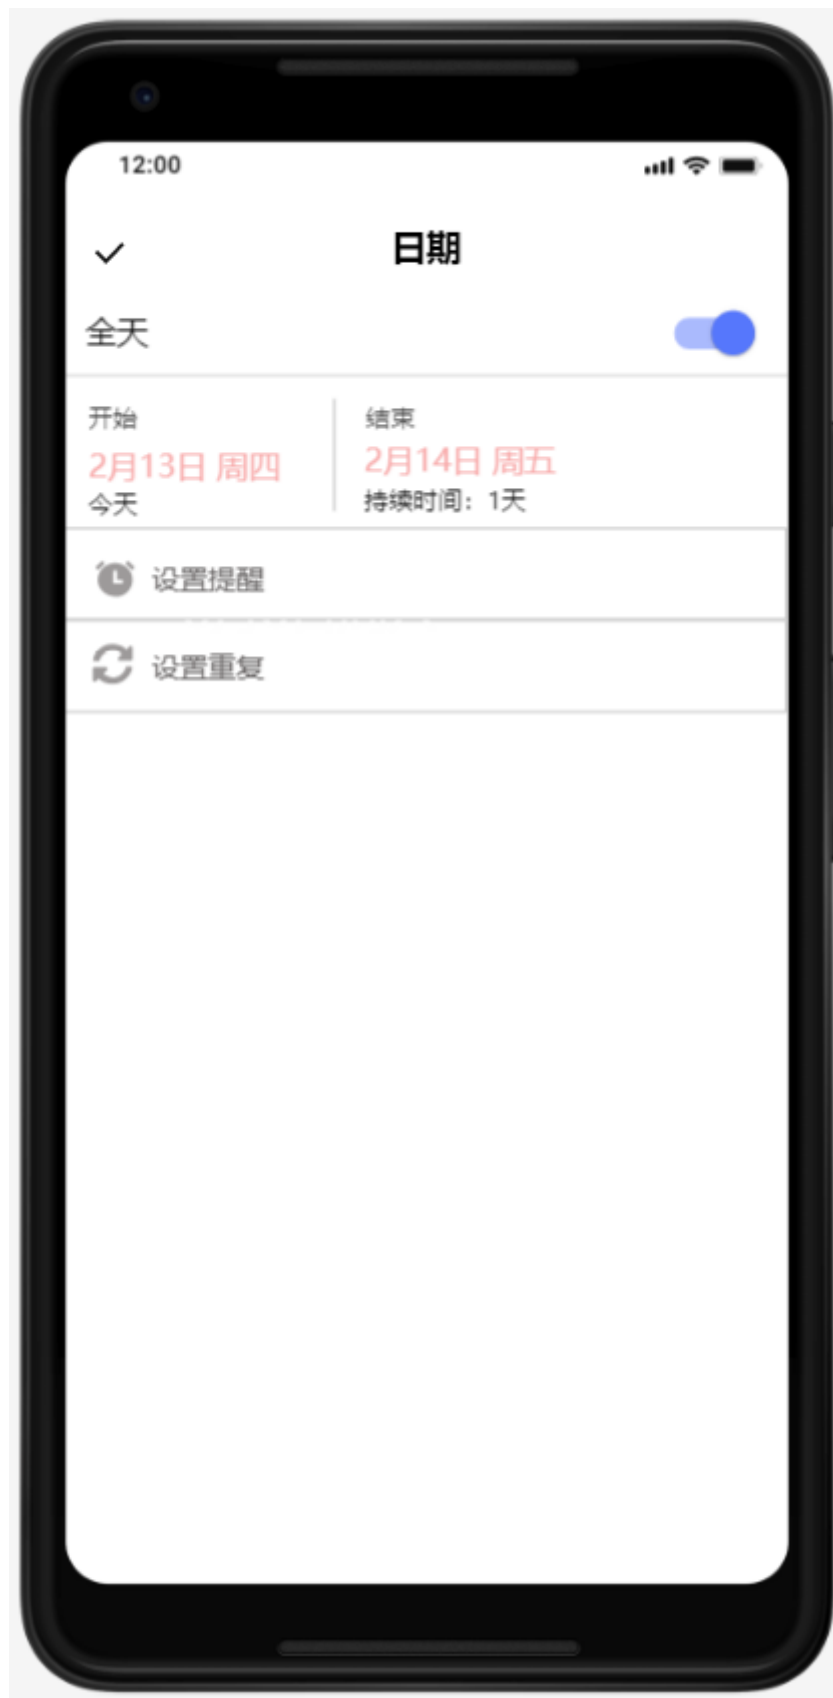 12:00
日期
全天
开始
2月13日 周四
今天
结束
2月14日 周五
持续时间：1天
设置提醒
设置重复